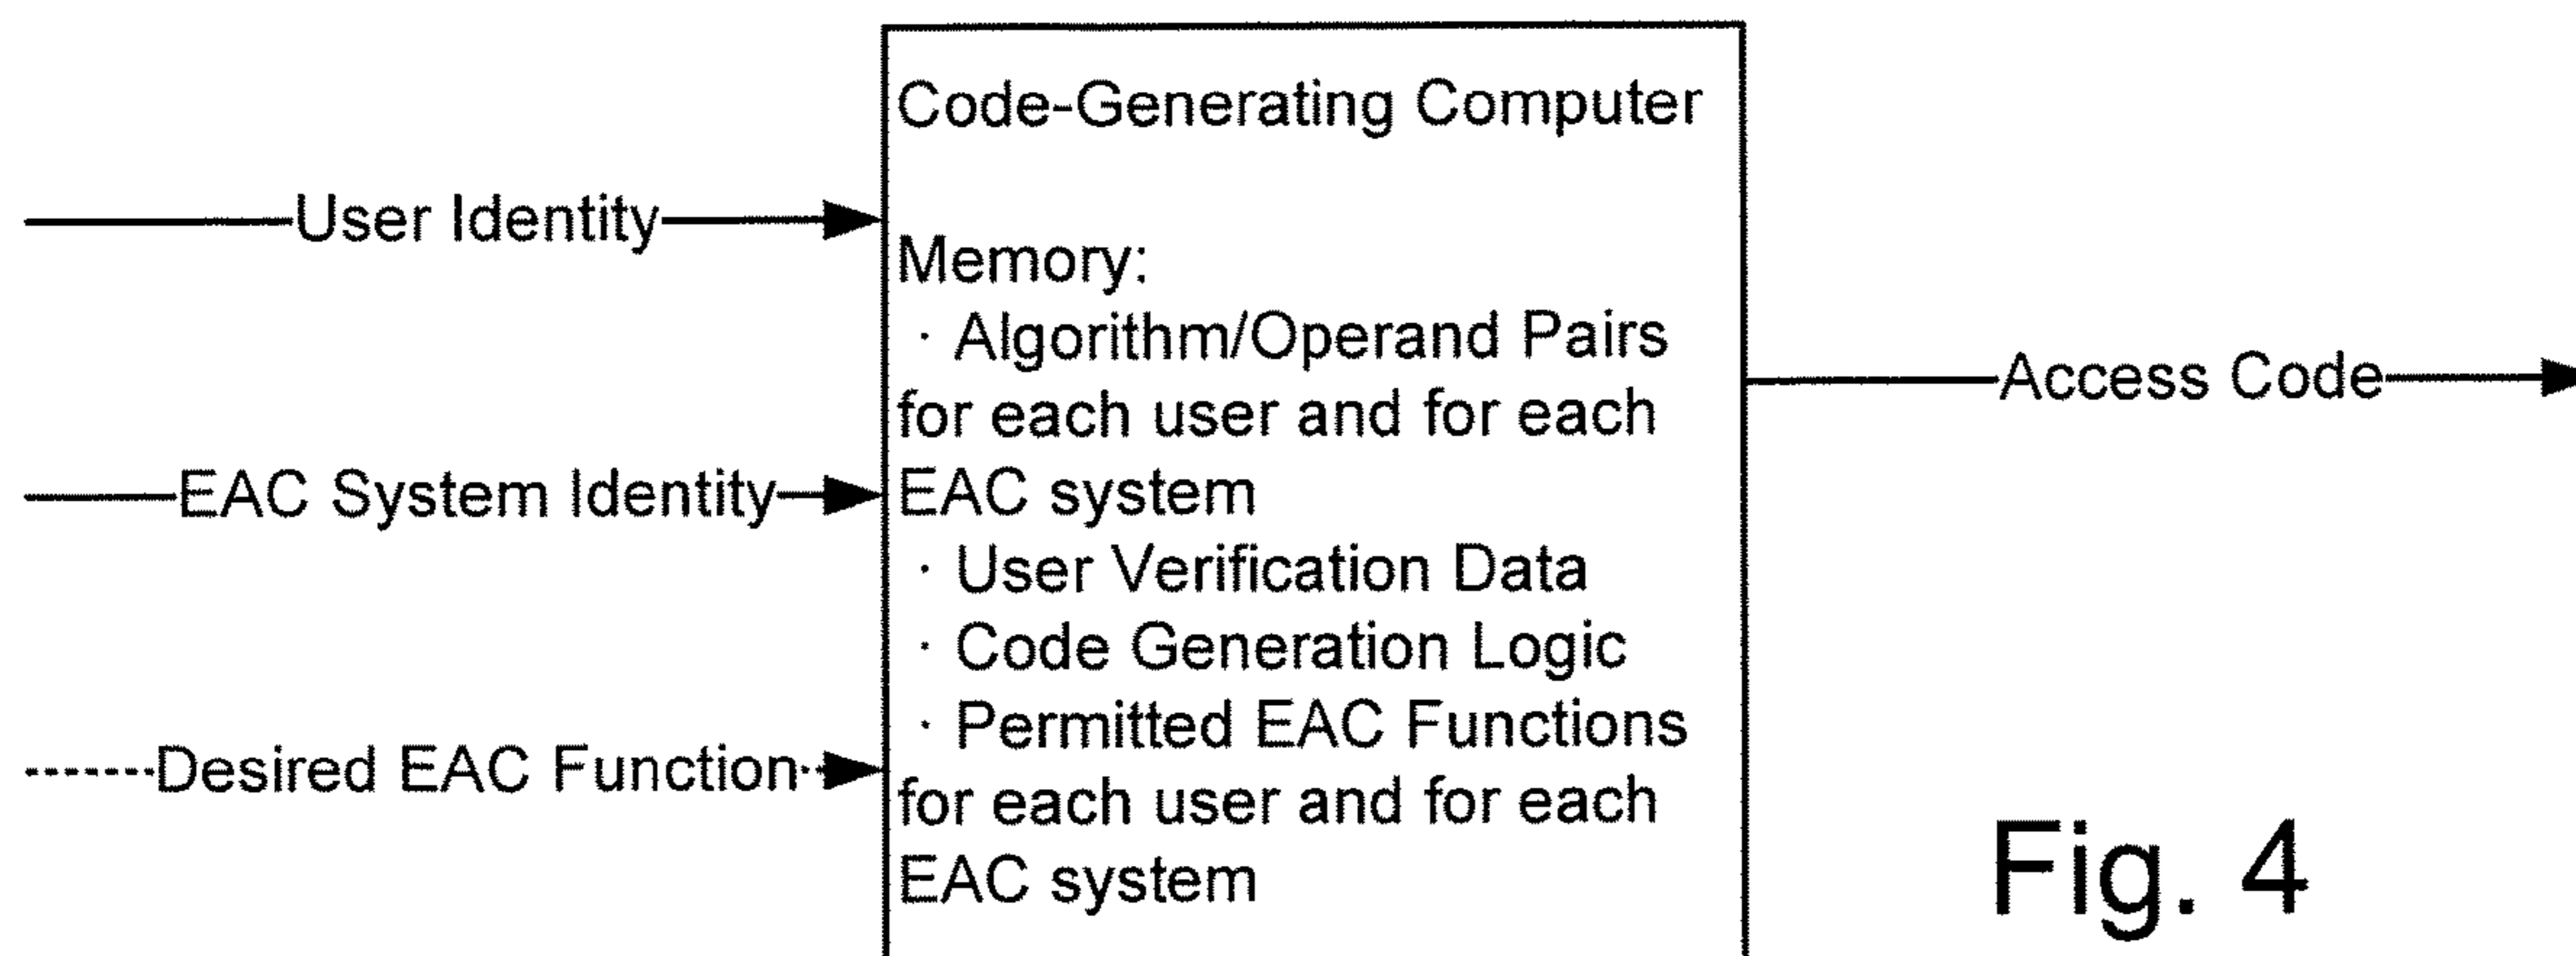 Code-Generating Computer
User Identity
Memory:
· Algorithm/Operand Pairs
for each user and for each
EAC system
Access Code
EAC System Identity
· User Verification Data
· Code Generation Logic
· Permitted EAC Functions
for each user and for each
EAC system
Desired EAC Function
Fig. 4